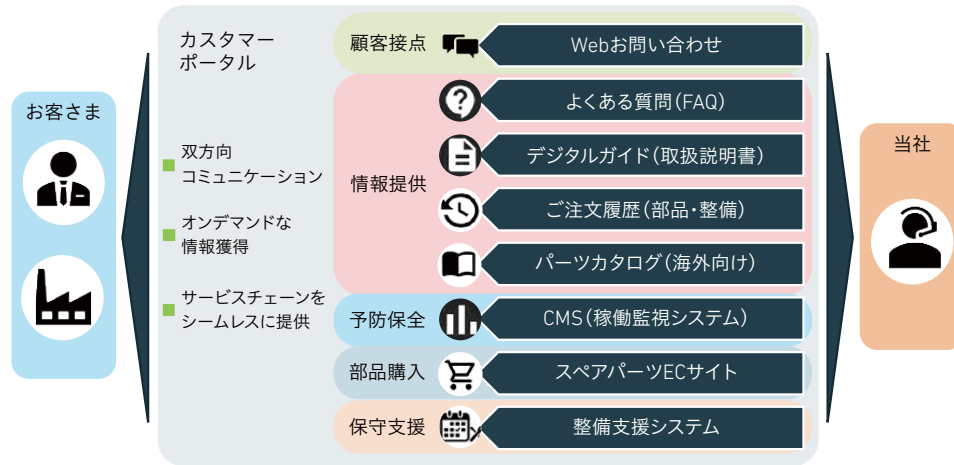 お客さま
カスタマー
ポータル
双方向
コミュニケーション
オンデマンドな
情報獲得
サービスチェーンを
シームレスに提供
顧客接点
Webお問い合わせ
情報提供
よくある質問(FAQ)
デジタルガイド(取扱説明書)
ご注文履歴(部品・整備)
パーツカタログ(海外向け)
予防保全
CMS(稼働監視システム)
部品購入
スペアパーツECサイト
保守支援
整備支援システム
当社